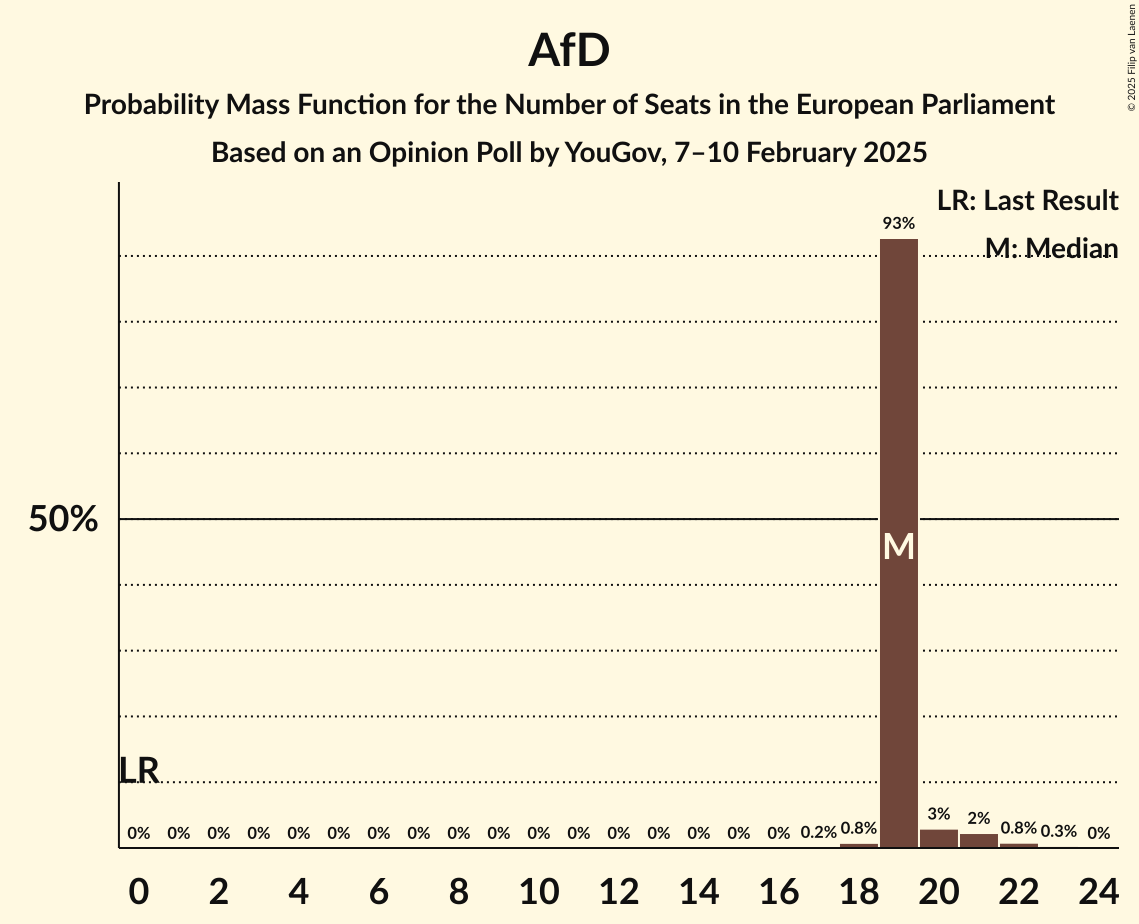 AfD
Probability Mass Function for the Number of Seats in the European Parliament
Based on an Opinion Poll by YouGov, 7–10 February 2025
© 2025 Filip van Laenen
LR: Last Result
M: Median
93%
50%
M
LR
0% 0% 0% 0% 0% 0% 0% 0% 0% 0% 0% 0% 0% 0% 0% 0% 0% 0.2% 0.8% 3% 2% 0.8% 0.3% 0%
0 2 4 6 8 10 12 14 16 18 20 22 24